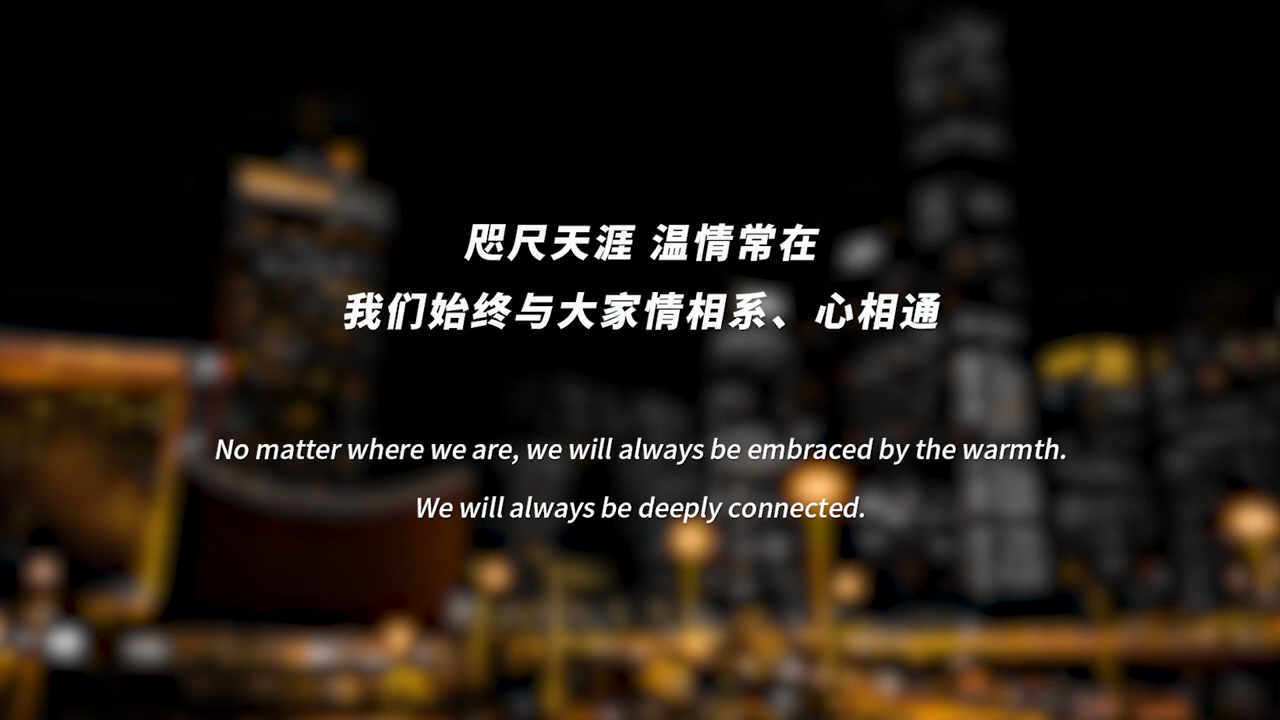 咫尺天涯 温情常在
我们始终与大家情相系、心相通
No matter where we are, we will always be embraced by the warmth.
We will always be deeply connected.